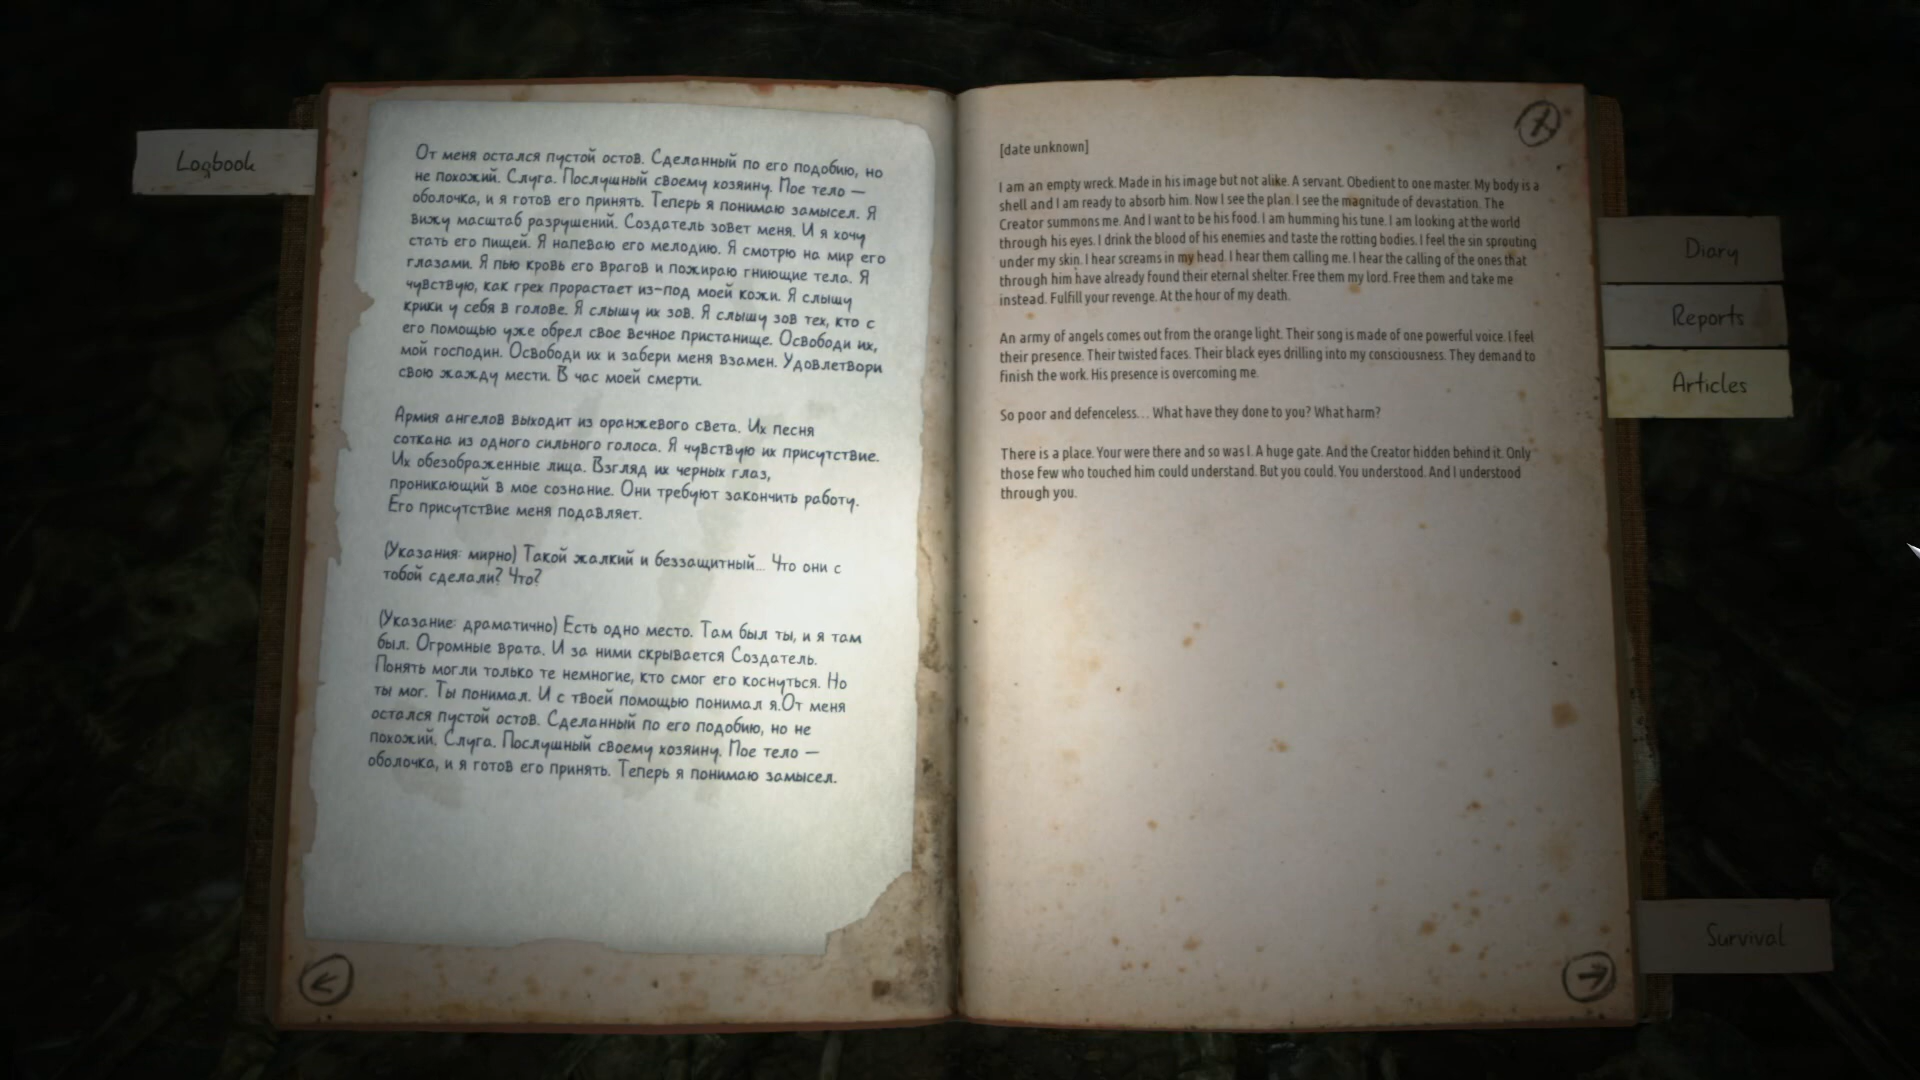 Logbook
От меня остался пустой остов. Сделанный по его подобию, но
не похожий. Слуга. Послушный своему хозяину. Пое тело —
оболочка, и я готов его принять. Теперь я понимаю замысел. Я
вижу масштаб разрушений. Создатель зовет меня. И я хочу
стать его пищей. Я напеваю его мелодию. Я смотрю на мир его
глазами. Я пью кровь его врагов и пожираю гниющие тела. Я
чувствую, как грех прорастает из-под моей кожи. Я слышу
крики у себя в голове. Я слышу их зов. Я слышу зов тех, кто с
его помощью уже обрел свое вечное пристанище. Освободи их,
мой господин. Освободи их и забери меня взамен. Удовлетвори
свою жажду мести. В час моей смерти.
Армия ангелов выходит из оранжевого света. Их песня
соткана из одного сильного голоса. Я чувствую их присутствие.
Их обезображенные лица. Взгляд их черных глаз,
проникающий в мое сознание. Они требуют закончить работу.
Его присутствие меня подавляет.
(Указания: мирно) Такой жалкий и беззащитный... Что они с
тобой сделали? Что?
(Указание: драматично) Есть одно место. Там был ты, и я там
был. Огромные врата. И за ними скрывается Создатель.
Понять могли только те немногие, кто смог его коснуться. Но
ты мог. Ты понимал. И с твоей помощью понимал я.От меня
остался пустой остов. Сделанный по его подобию, но не
похожий. Слуга. Послушный своему хозяину. Пое тело —
оболочка, и я готов его принять. Теперь я понимаю замысел.
[date unknown]
I am an empty wreck. Made in his image but not alike. A servant. Obedient to one master. My body is a
shell and I am ready to absorb him. Now I see the plan. I see the magnitude of devastation. The
Creator summons me. And I want to be his food. I am humming his tune. I am looking at the world
through his eyes. I drink the blood of his enemies and taste the rotting bodies. I feel the sin sprouting
under my skin. I hear screams in my head. I hear them calling me. I hear the calling of the ones that
through him have already found their eternal shelter. Free them my lord. Free them and take me
instead. Fulfill your revenge. At the hour of my death.
An army of angels comes out from the orange light. Their song is made of one powerful voice. I feel
their presence. Their twisted faces. Their black eyes drilling into my consciousness. They demand to
finish the work. His presence is overcoming me.
So poor and defenceless... What have they done to you? What harm?
There is a place. Your were there and so was I. A huge gate. And the Creator hidden behind it. Only
those few who touched him could understand. But you could. You understood. And I understood
through you.
Diary
Reports
Articles
Survival